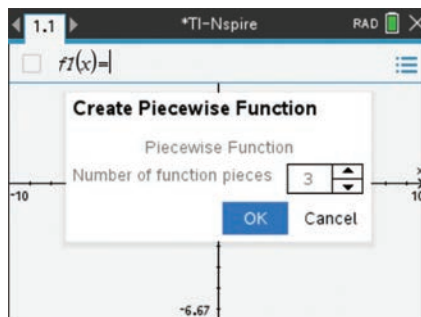 1.1 *TI-Nspire RAD
f1(x)=
Create Piecewise Function
Piecewise Function
Number of function pieces 3
OK Cancel
-10 x 10
-6.67